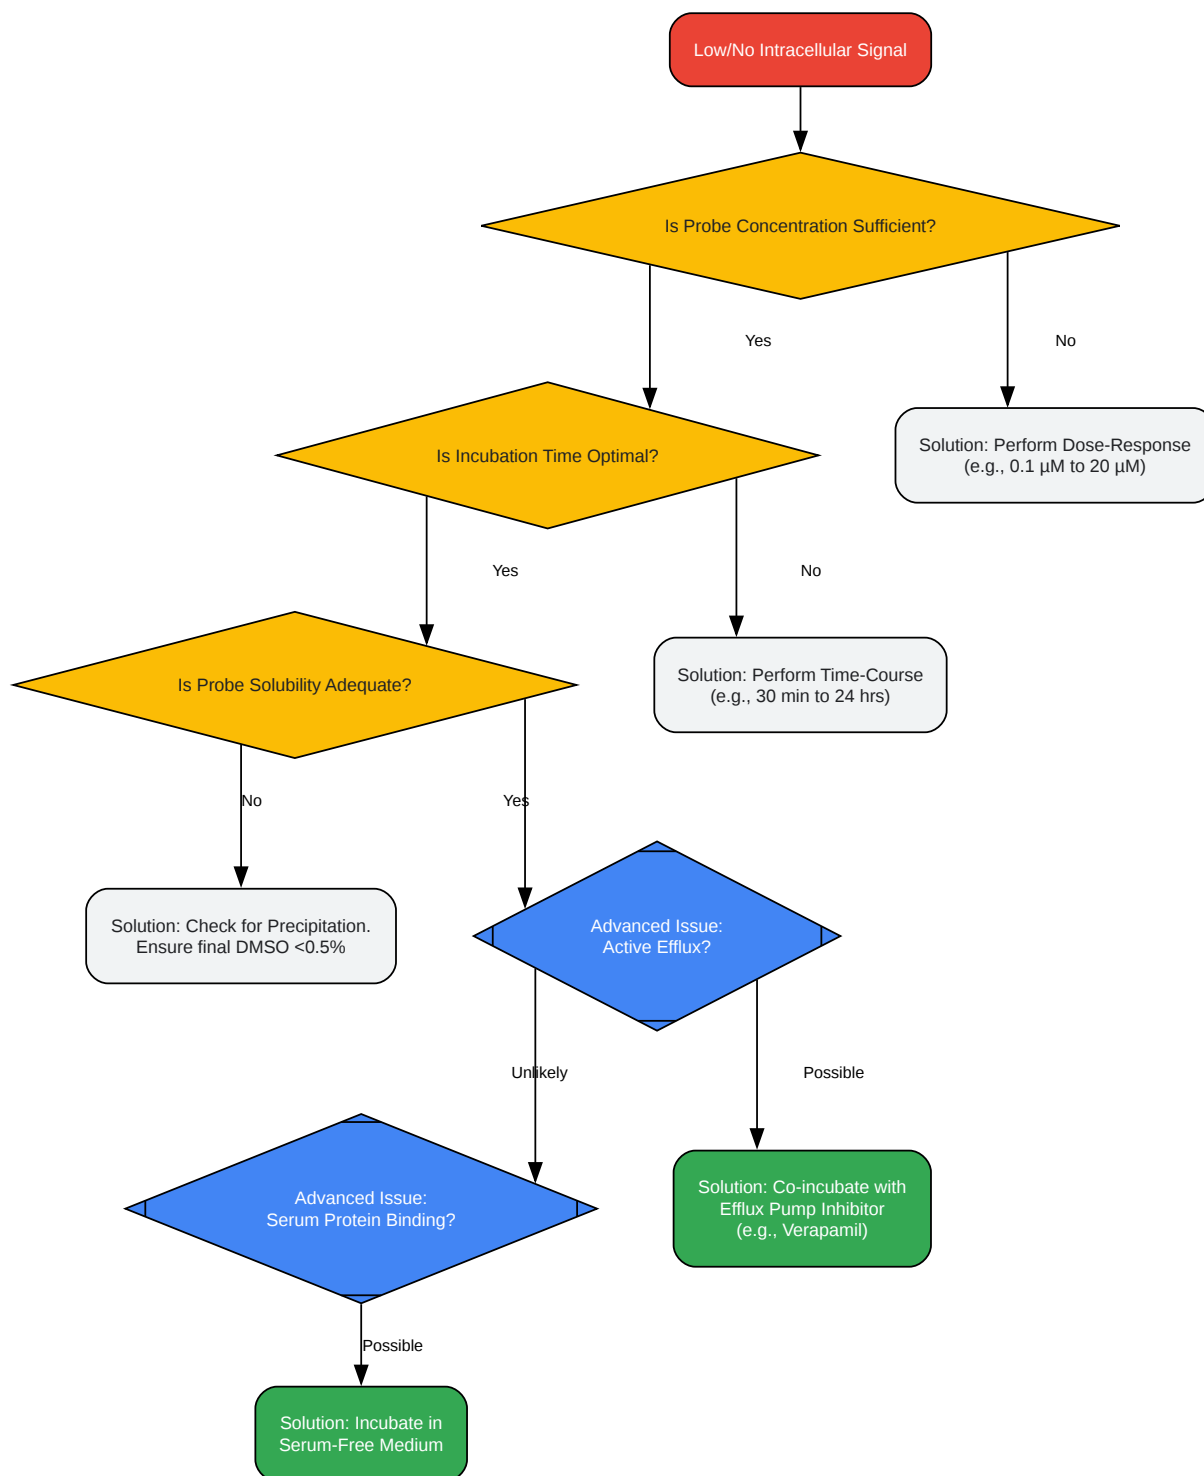 Low/No Intracellular Signal
Is Probe Concentration Sufficient?
Yes
No
Is Incubation Time Optimal?
Solution: Perform Dose-Response
(e.g., 0.1 µM to 20 µM)
Yes
No
Is Probe Solubility Adequate?
Solution: Perform Time-Course
(e.g., 30 min to 24 hrs)
No
Yes
Solution: Check for Precipitation.
Ensure final DMSO <0.5%
Advanced Issue:
Active Efflux?
Unlikely
Possible
Advanced Issue:
Serum Protein Binding?
Solution: Co-incubate with
Efflux Pump Inhibitor
(e.g., Verapamil)
Possible
Solution: Incubate in
Serum-Free Medium